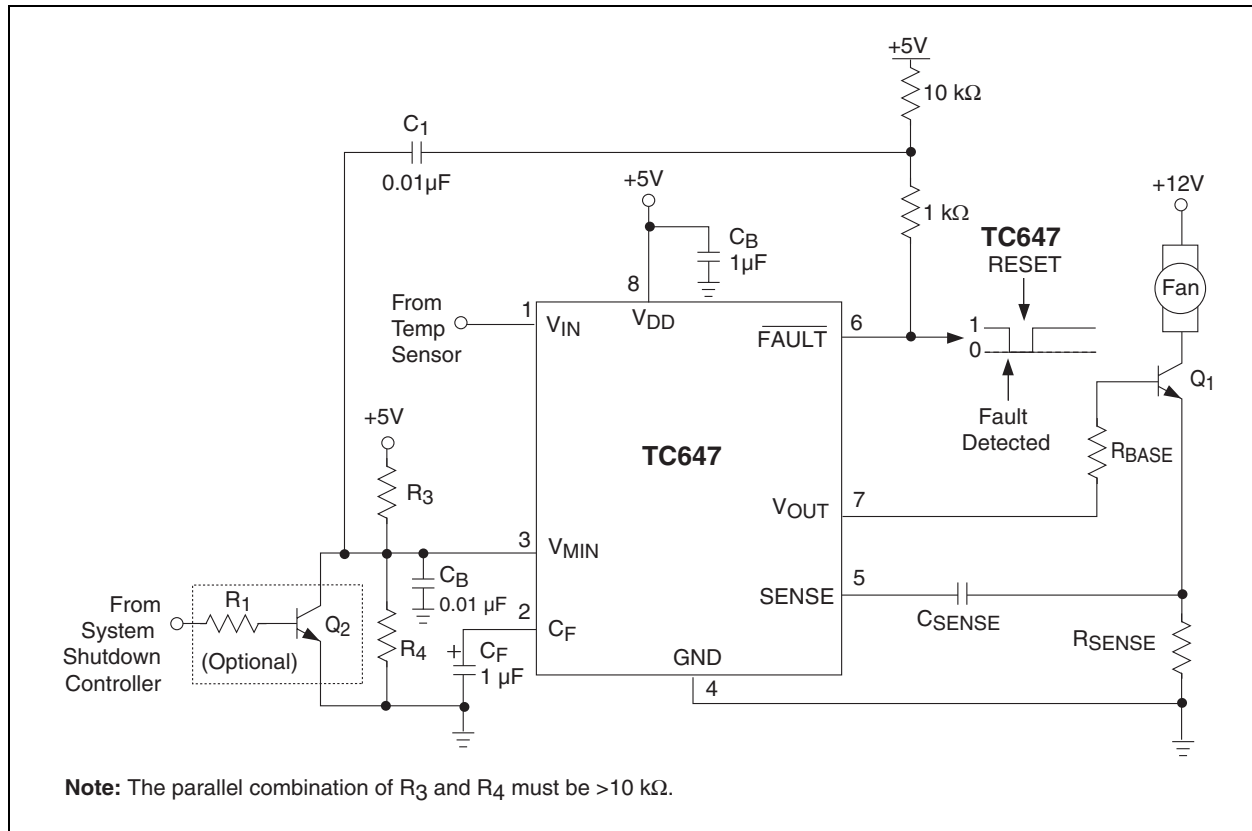 +5V
10 kΩ
C1
0.01µF
+5V
1 kΩ
+12V
CB
1µF
TC647
RESET
Fan
8
From
Temp
Sensor
1
VIN
VDD
FAULT
6
1
0
Q1
Fault
Detected
RBASE
+5V
TC647
R3
VOUT
7
3
VMIN
CB
0.01 µF
5
SENSE
CSENSE
From
System
Shutdown
Controller
R1
Q2
(Optional)
R4
2
CF
+
CF
1 µF
GND
4
RSENSE
Note: The parallel combination of R3 and R4 must be >10 kΩ.